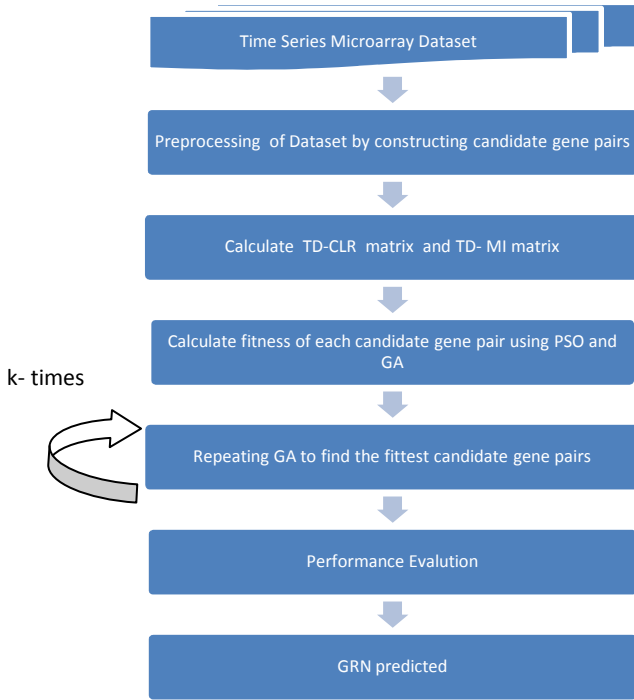 Time Series Microarray Dataset
Preprocessing of Dataset by constructing candidate gene pairs
Calculate TD-CLR matrix and TD- MI matrix
Calculate fitness of each candidate gene pair using PSO and
GA
k- times
Repeating GA to find the fittest candidate gene pairs
Performance Evalution
GRN predicted